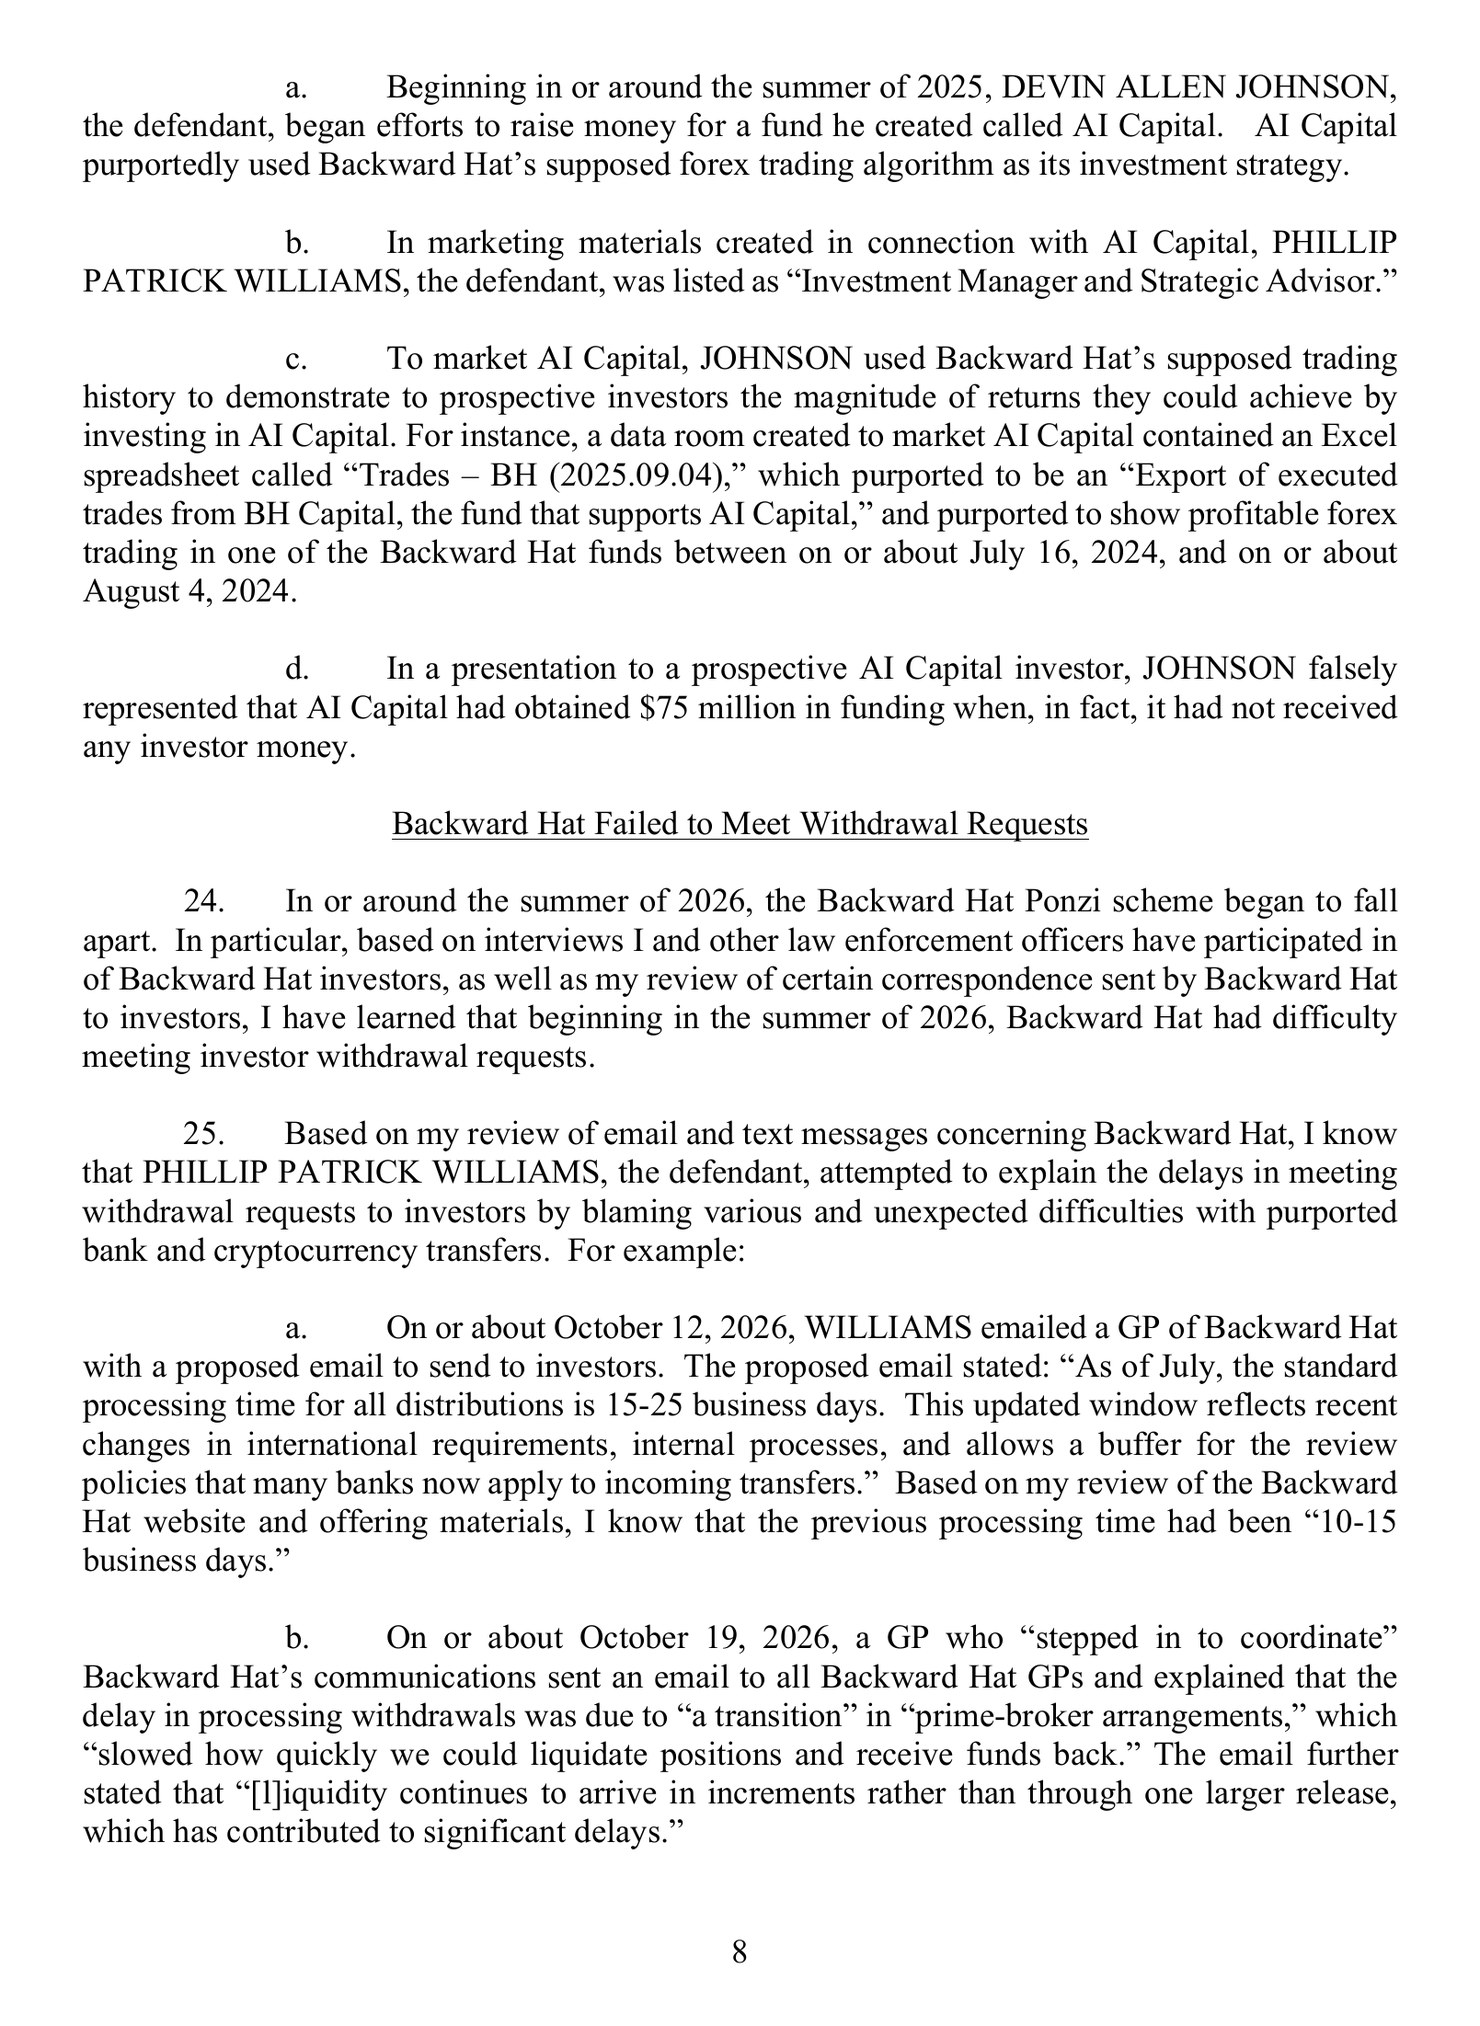 a. Beginning in or around the summer of 2025, DEVIN ALLEN JOHNSON,
the defendant, began efforts to raise money for a fund he created called AI Capital. AI Capital
purportedly used Backward Hat’s supposed forex trading algorithm as its investment strategy.
b. In marketing materials created in connection with AI Capital, PHILLIP
PATRICK WILLIAMS, the defendant, was listed as “Investment Manager and Strategic Advisor.”
c. To market AI Capital, JOHNSON used Backward Hat’s supposed trading
history to demonstrate to prospective investors the magnitude of returns they could achieve by
investing in AI Capital. For instance, a data room created to market AI Capital contained an Excel
spreadsheet called “Trades – BH (2025.09.04),” which purported to be an “Export of executed
trades from BH Capital, the fund that supports AI Capital,” and purported to show profitable forex
trading in one of the Backward Hat funds between on or about July 16, 2024, and on or about
August 4, 2024.
d. In a presentation to a prospective AI Capital investor, JOHNSON falsely
represented that AI Capital had obtained $75 million in funding when, in fact, it had not received
any investor money.
Backward Hat Failed to Meet Withdrawal Requests
24. In or around the summer of 2026, the Backward Hat Ponzi scheme began to fall
apart. In particular, based on interviews I and other law enforcement officers have participated in
of Backward Hat investors, as well as my review of certain correspondence sent by Backward Hat
to investors, I have learned that beginning in the summer of 2026, Backward Hat had difficulty
meeting investor withdrawal requests.
25. Based on my review of email and text messages concerning Backward Hat, I know
that PHILLIP PATRICK WILLIAMS, the defendant, attempted to explain the delays in meeting
withdrawal requests to investors by blaming various and unexpected difficulties with purported
bank and cryptocurrency transfers. For example:
a. On or about October 12, 2026, WILLIAMS emailed a GP of Backward Hat
with a proposed email to send to investors. The proposed email stated: “As of July, the standard
processing time for all distributions is 15-25 business days. This updated window reflects recent
changes in international requirements, internal processes, and allows a buffer for the review
policies that many banks now apply to incoming transfers.” Based on my review of the Backward
Hat website and offering materials, I know that the previous processing time had been “10-15
business days.”
b. On or about October 19, 2026, a GP who “stepped in to coordinate”
Backward Hat’s communications sent an email to all Backward Hat GPs and explained that the
delay in processing withdrawals was due to “a transition” in “prime-broker arrangements,” which
“slowed how quickly we could liquidate positions and receive funds back.” The email further
stated that “[l]iquidity continues to arrive in increments rather than through one larger release,
which has contributed to significant delays.”
8